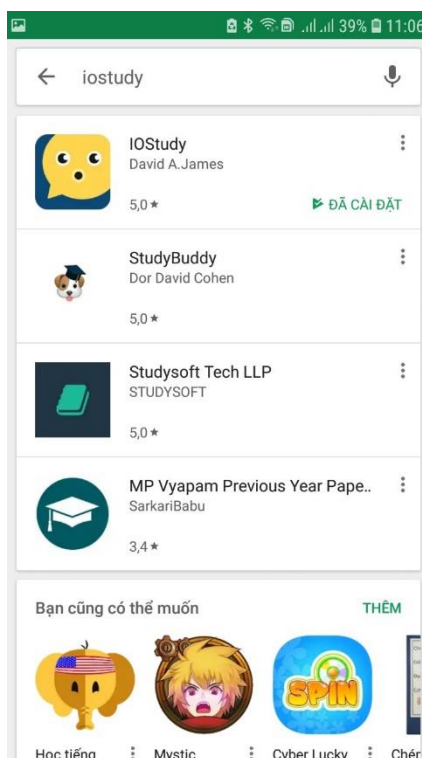 39% 11:06
iostudy
IOStudy
David A.James
5,0★
ĐÃ CÀI ĐẶT
StudyBuddy
Dor David Cohen
5,0★
Studysoft Tech LLP
STUDYSOFT
5,0★
MP Vyapam Previous Year Pape..
SarkariBabu
3,4★
Bạn cũng có thể muốn
THÊM
SPIN
Học tiếng
Mystic
Cyber Lucky
Chém